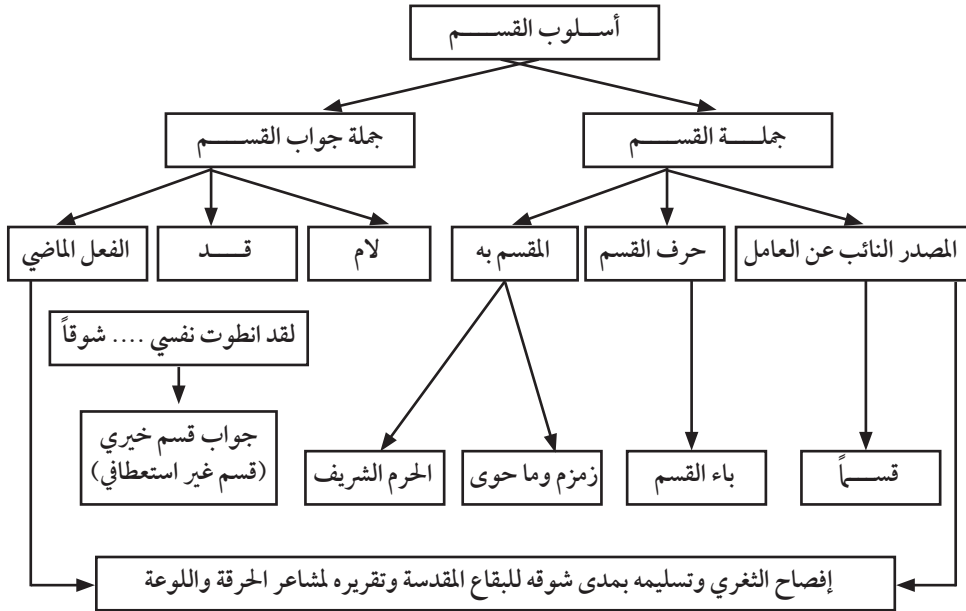 أسلوب القسم
جملة القسم
جملة جواب القسم
المصدر النائب عن العامل
حرف القسم
المقسم به
لام
قد
الفعل الماضي
لقد انطوت نفسي .... شوقاً
جواب قسم خيري
(قسم غير استعطافي)
قسماً
باء القسم
زمزم وما حوى
الحرم الشريف
إفصاح الثغري وتسليمه بمدى شوقه للبقاع المقدسة وتقريره لمشاعر الحرقة واللوعة